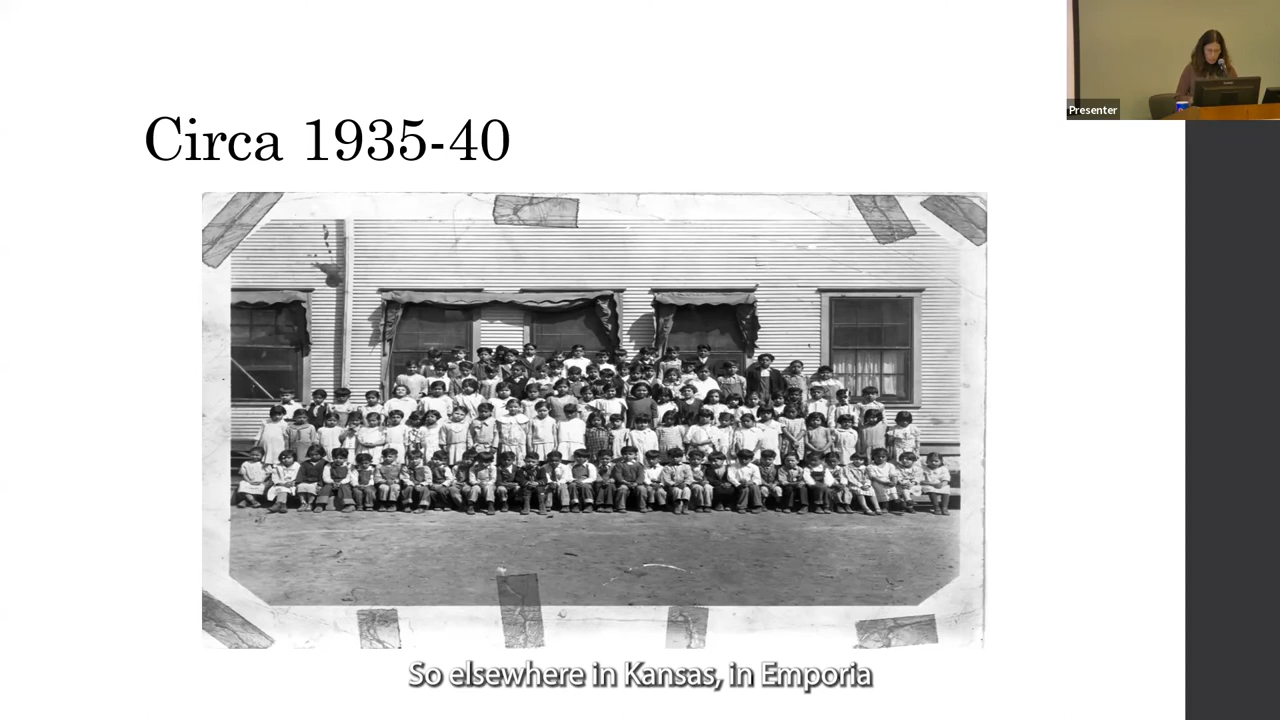 Presenter
Circa 1935-40
So elsewhere in Kansas, in Emporia